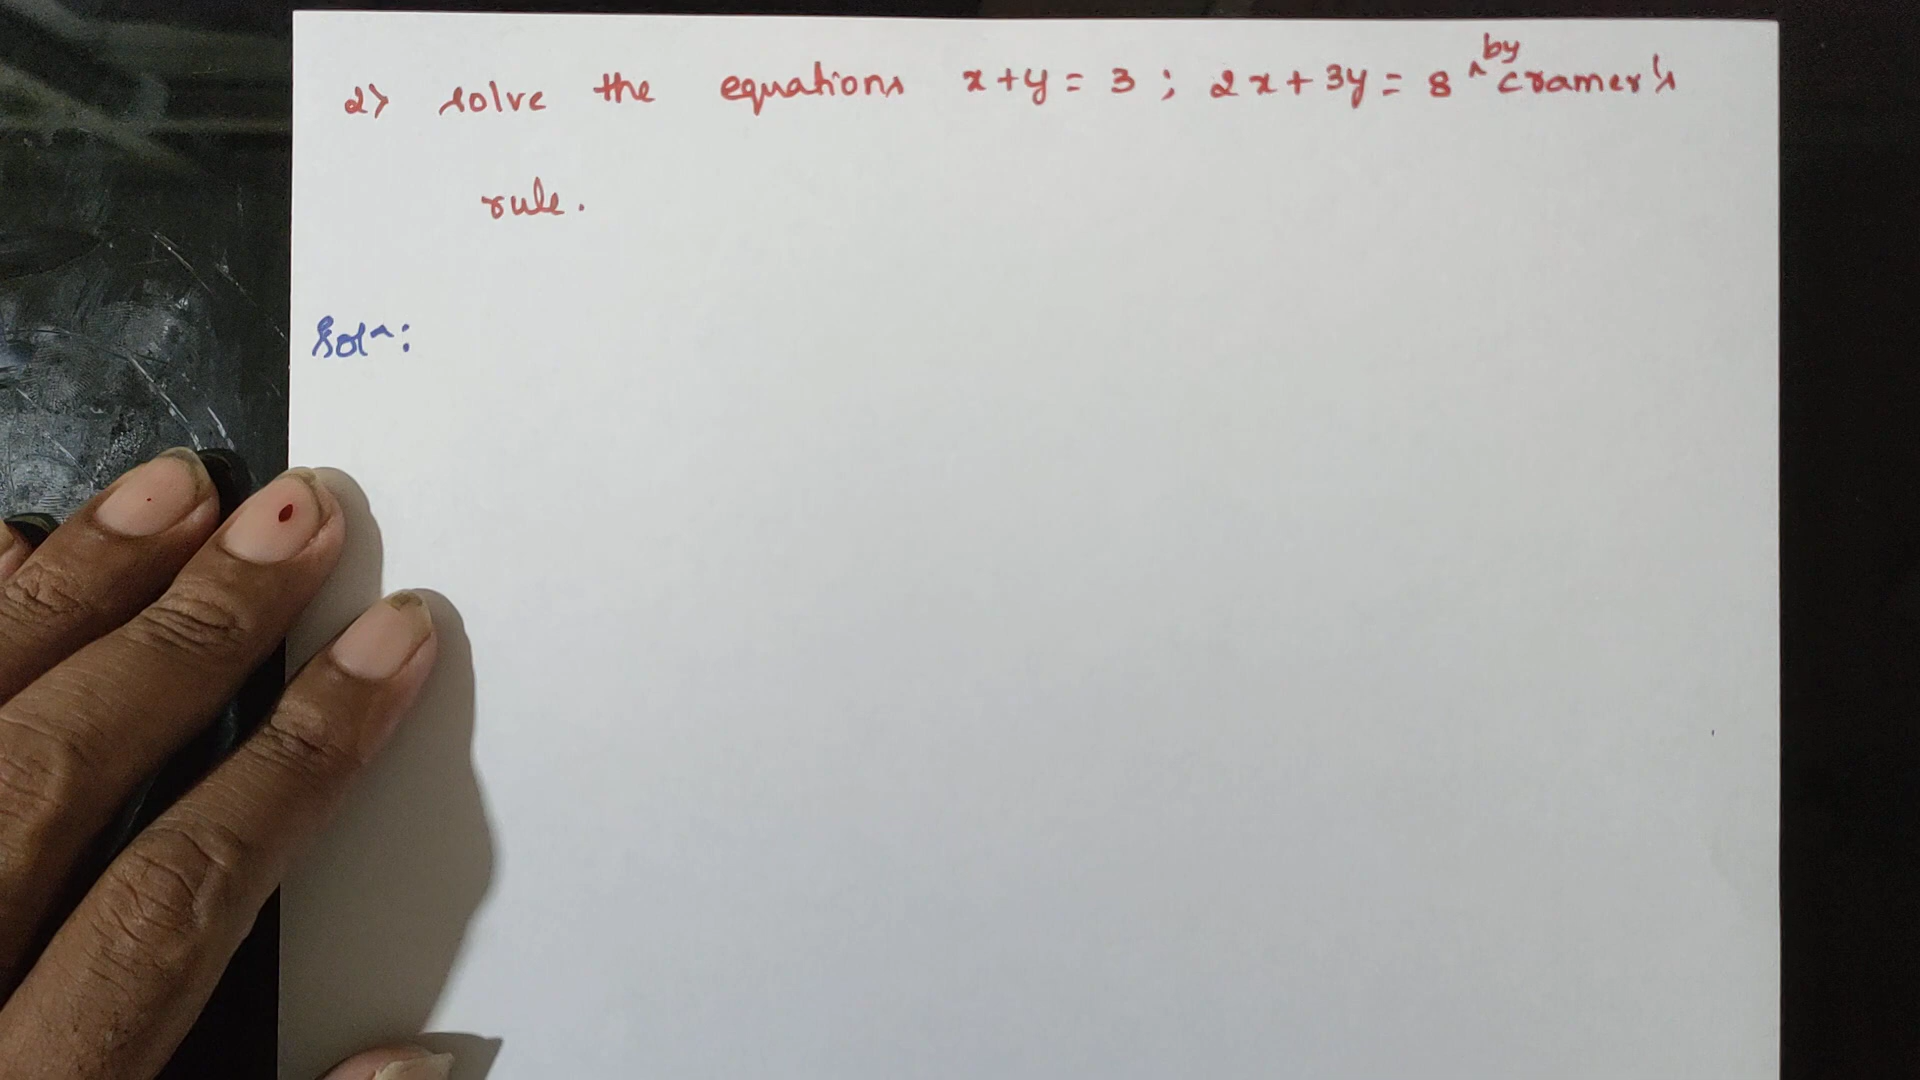 2> solve the equations x+y = 3 ; 2x + 3y = 8 ^by cramer's
rule.
Sol^n: